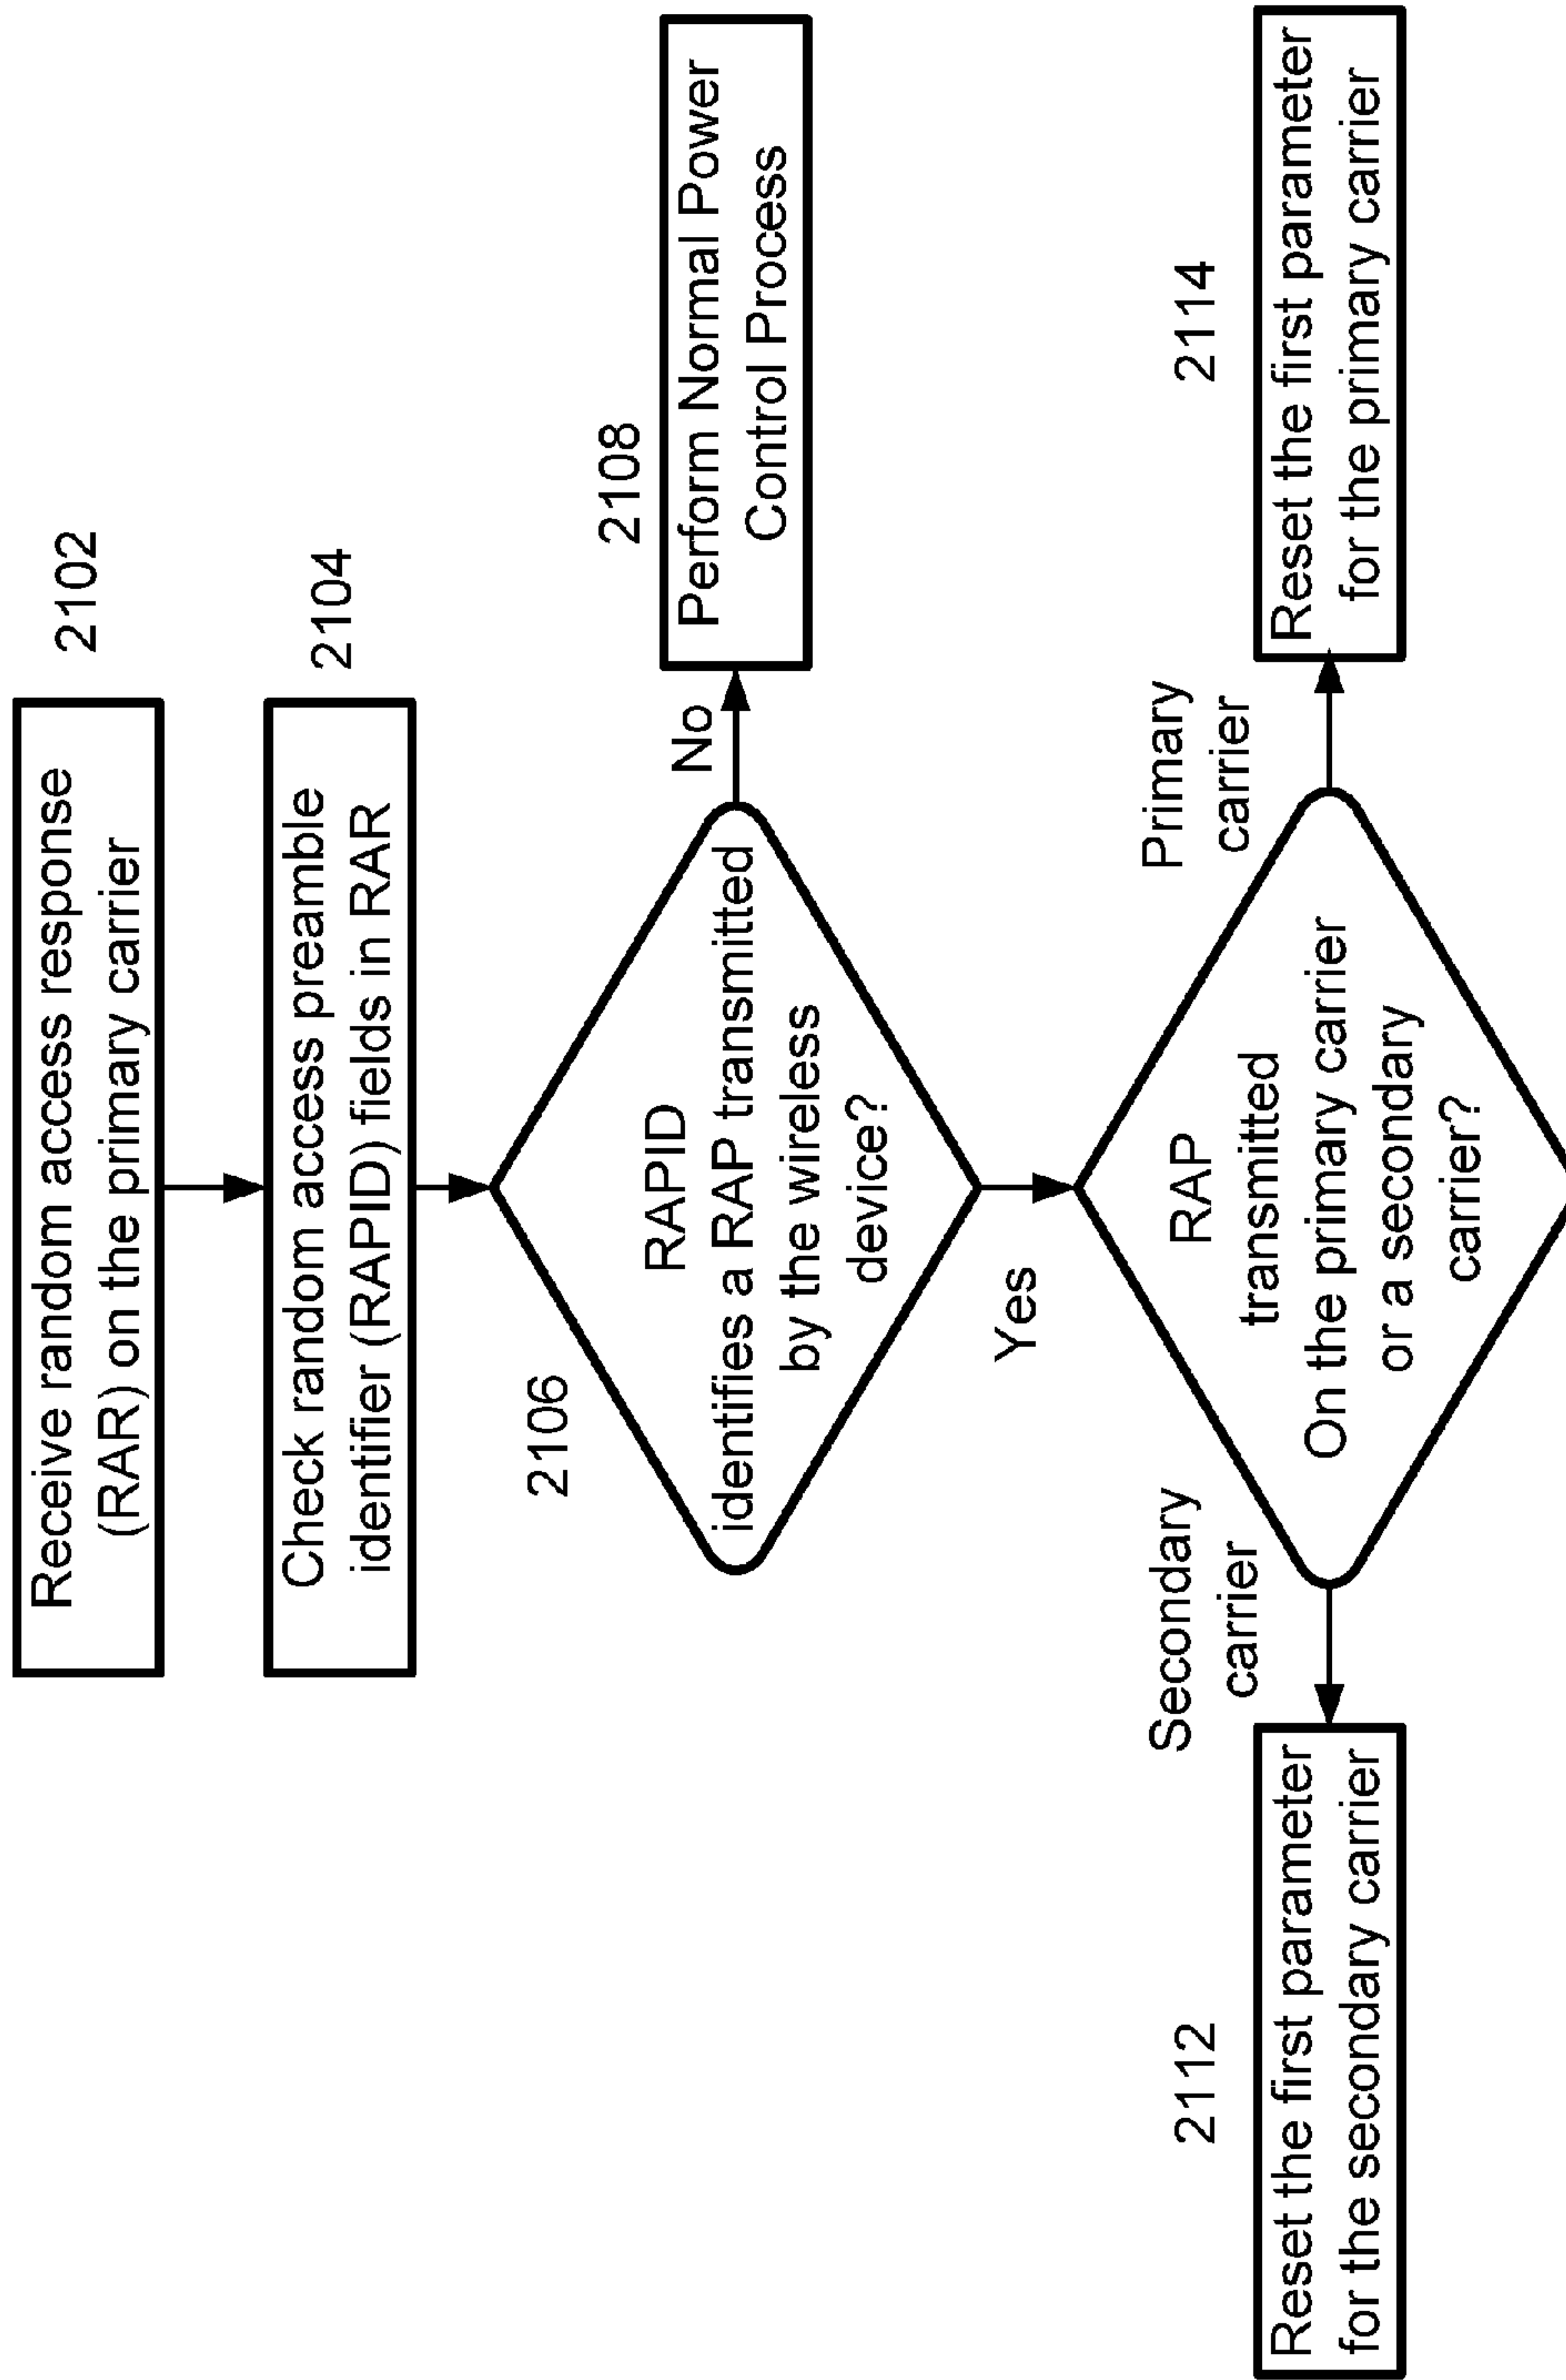 2102
Receive random access response
(RAR) on the primary carrier
2104
Check random access preamble
identifier (RAPID) fields in RAR
2106
RAPID
identifies a RAP transmitted
by the wireless
device?
No
2108
Perform Normal Power
Control Process
Yes
RAP
transmitted
On the primary carrier
or a secondary
carrier?
Secondary
carrier
2112
Reset the first parameter
for the secondary carrier
Primary
carrier
2114
Reset the first parameter
for the primary carrier